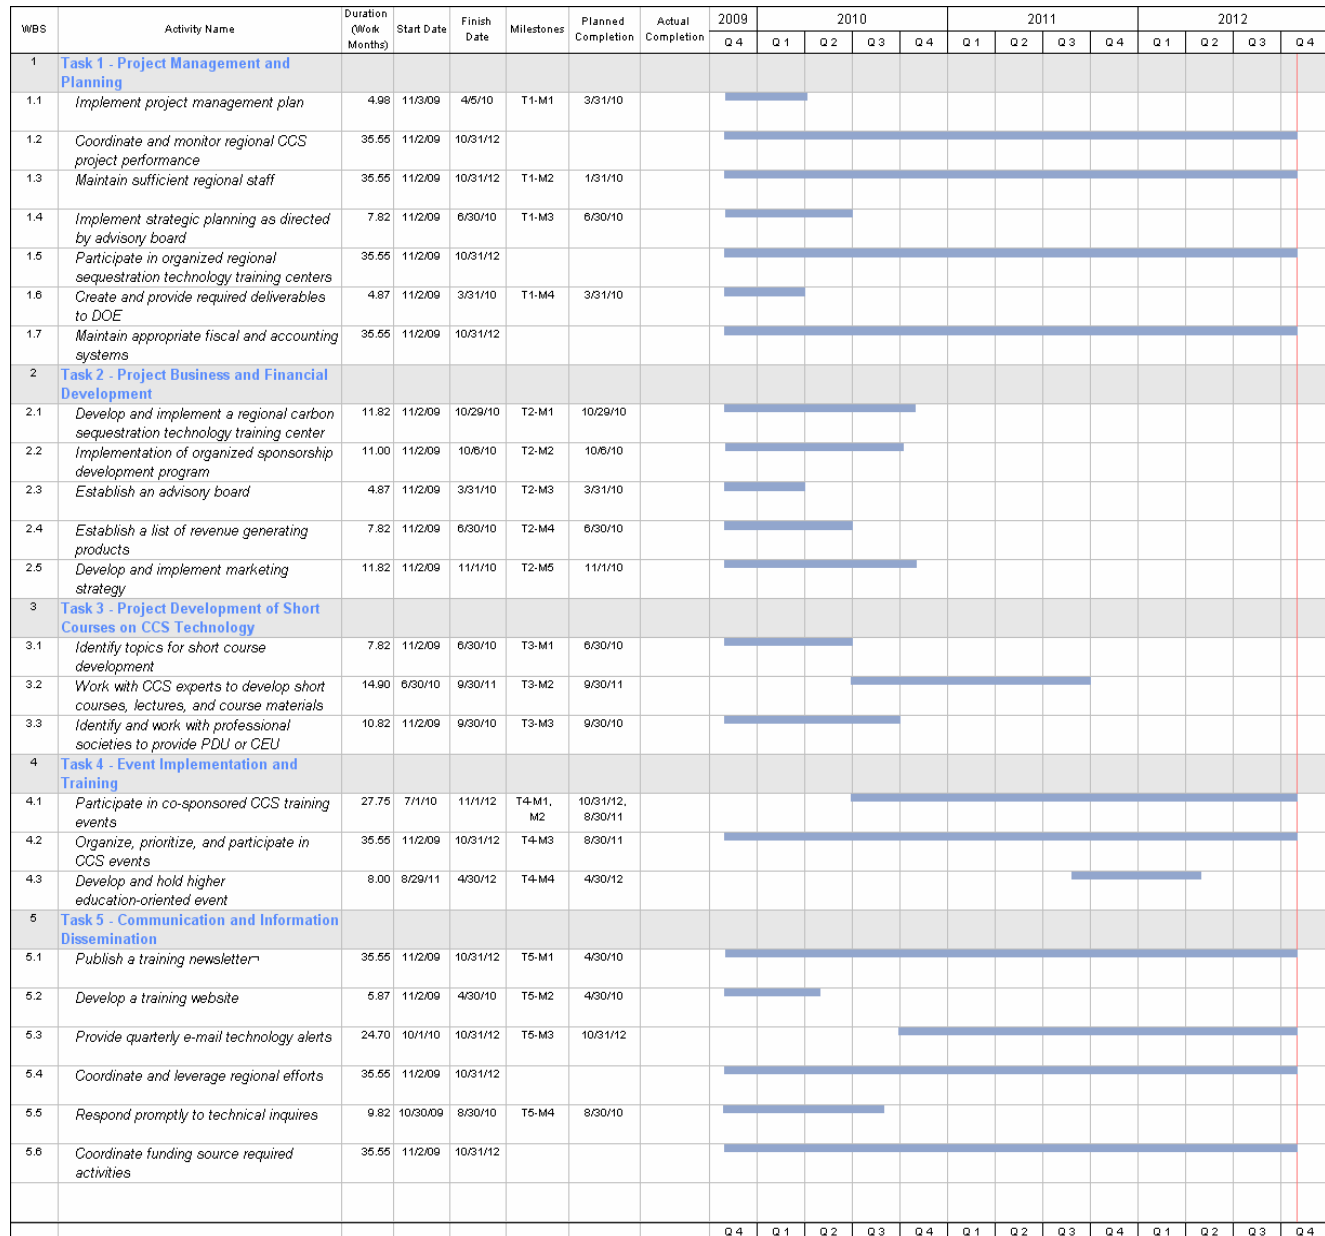 WBS Activity Name Duration (Work Months) Start Date Finish Date Milestones Planned Completion Actual Completion 2009 2010 2011 2012
Q 4 Q 1 Q 2 Q 3 Q 4 Q 1 Q 2 Q 3 Q 4 Q 1 Q 2 Q 3 Q 4
1 Task 1 - Project Management and
Planning
1.1 Implement project management plan 4.98 11/3/09 4/5/10 T1-M1 3/31/10
1.2 Coordinate and monitor regional CCS 35.55 11/2/09 10/31/12
project performance
1.3 Maintain sufficient regional staff 35.55 11/2/09 10/31/12 T1-M2 1/31/10
1.4 Implement strategic planning as directed 7.82 11/2/09 6/30/10 T1-M3 6/30/10
by advisory board
1.5 Participate in organized regional 35.55 11/2/09 10/31/12
sequestration technology training centers
1.6 Create and provide required deliverables 4.87 11/2/09 3/31/10 T1-M4 3/31/10
to DOE
1.7 Maintain appropriate fiscal and accounting 35.55 11/2/09 10/31/12
systems
2 Task 2 - Project Business and Financial
Development
2.1 Develop and implement a regional carbon 11.82 11/2/09 10/29/10 T2-M1 10/29/10
sequestration technology training center
2.2 Implementation of organized sponsorship 11.00 11/2/09 10/6/10 T2-M2 10/6/10
development program
2.3 Establish an advisory board 4.87 11/2/09 3/31/10 T2-M3 3/31/10
2.4 Establish a list of revenue generating 7.82 11/2/09 6/30/10 T2-M4 6/30/10
products
2.5 Develop and implement marketing 11.82 11/2/09 11/1/10 T2-M5 11/1/10
strategy
3 Task 3 - Project Development of Short
Courses on CCS Technology
3.1 Identify topics for short course 7.82 11/2/09 6/30/10 T3-M1 6/30/10
development
3.2 Work with CCS experts to develop short 14.90 6/30/10 9/30/11 T3-M2 9/30/11
courses, lectures, and course materials
3.3 Identify and work with professional 10.82 11/2/09 9/30/10 T3-M3 9/30/10
societies to provide PDU or CEU
4 Task 4 - Event Implementation and
Training
4.1 Participate in co-sponsored CCS training 27.75 7/1/10 11/1/12 T4-M1, 10/31/12,
events M2 8/30/11
4.2 Organize, prioritize, and participate in 35.55 11/2/09 10/31/12 T4-M3 8/30/11
CCS events
4.3 Develop and hold higher 8.00 8/29/11 4/30/12 T4-M4 4/30/12
education-oriented event
5 Task 5 - Communication and Information
Dissemination
5.1 Publish a training newsletter¬ 35.55 11/2/09 10/31/12 T5-M1 4/30/10
5.2 Develop a training website 5.87 11/2/09 4/30/10 T5-M2 4/30/10
5.3 Provide quarterly e-mail technology alerts 24.70 10/1/10 10/31/12 T5-M3 10/31/12
5.4 Coordinate and leverage regional efforts 35.55 11/2/09 10/31/12
5.5 Respond promptly to technical inquires 9.82 10/30/09 8/30/10 T5-M4 8/30/10
5.6 Coordinate funding source required 35.55 11/2/09 10/31/12
activities
Q 4 Q 1 Q 2 Q 3 Q 4 Q 1 Q 2 Q 3 Q 4 Q 1 Q 2 Q 3 Q 4